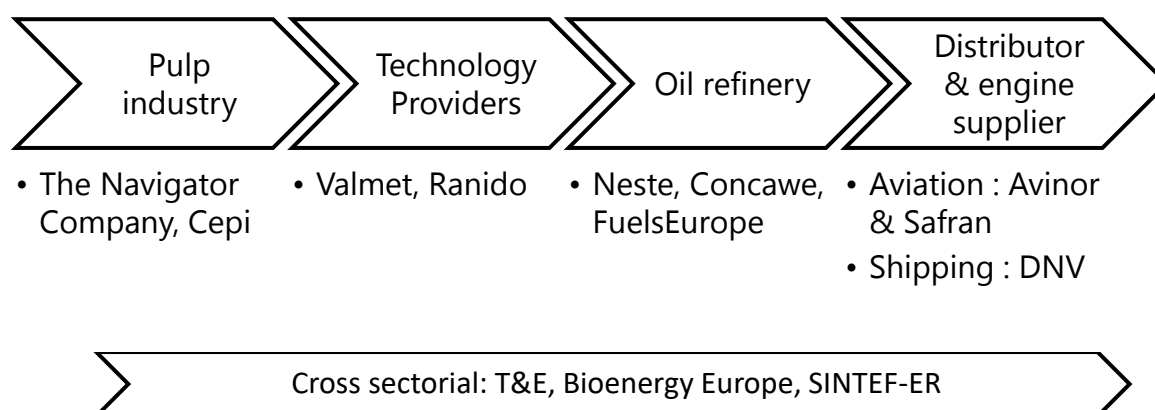 Pulp
industry
Technology
Providers
Oil refinery
Distributor
& engine
supplier
• The Navigator
Company, Cepi
• Valmet, Ranido
• Neste, Concawe,
FuelsEurope
• Aviation : Avinor
& Safran
• Shipping : DNV
Cross sectorial: T&E, Bioenergy Europe, SINTEF-ER